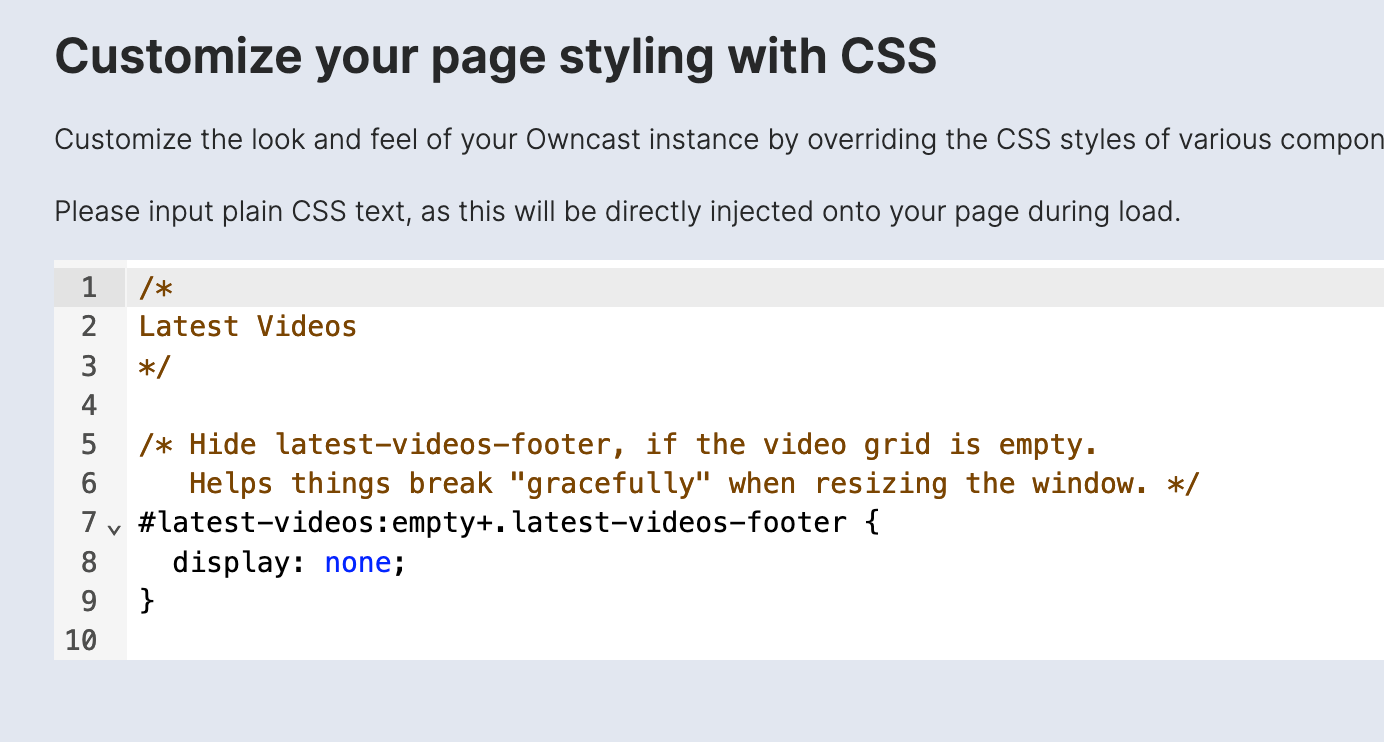 Customize your page styling with CSS
Customize the look and feel of your Owncast instance by overriding the CSS styles of various compon
Please input plain CSS text, as this will be directly injected onto your page during load.
1 /*
2 Latest Videos
3 */
4
5 /* Hide latest-videos-footer, if the video grid is empty.
6 Helps things break "gracefully" when resizing the window. */
7 #latest-videos:empty+.latest-videos-footer {
8 display: none;
9 }
10